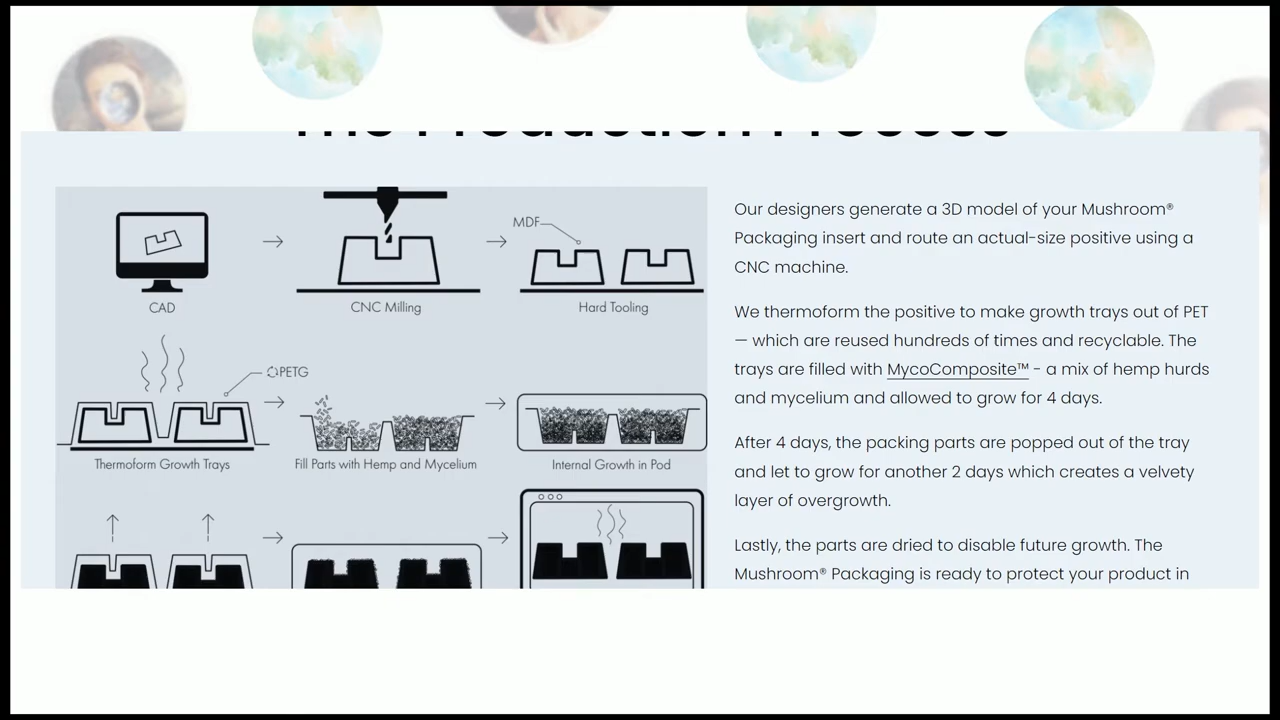 The Production Process
MDF
CAD
CNC Milling
Hard Tooling
PETG
Thermoform Growth Trays
Fill Parts with Hemp and Mycelium
Internal Growth in Pod
Our designers generate a 3D model of your Mushroom®
Packaging insert and route an actual-size positive using a
CNC machine.
We thermoform the positive to make growth trays out of PET
— which are reused hundreds of times and recyclable. The
trays are filled with MycoComposite™ - a mix of hemp hurds
and mycelium and allowed to grow for 4 days.
After 4 days, the packing parts are popped out of the tray
and let to grow for another 2 days which creates a velvety
layer of overgrowth.
Lastly, the parts are dried to disable future growth. The
Mushroom® Packaging is ready to protect your product in